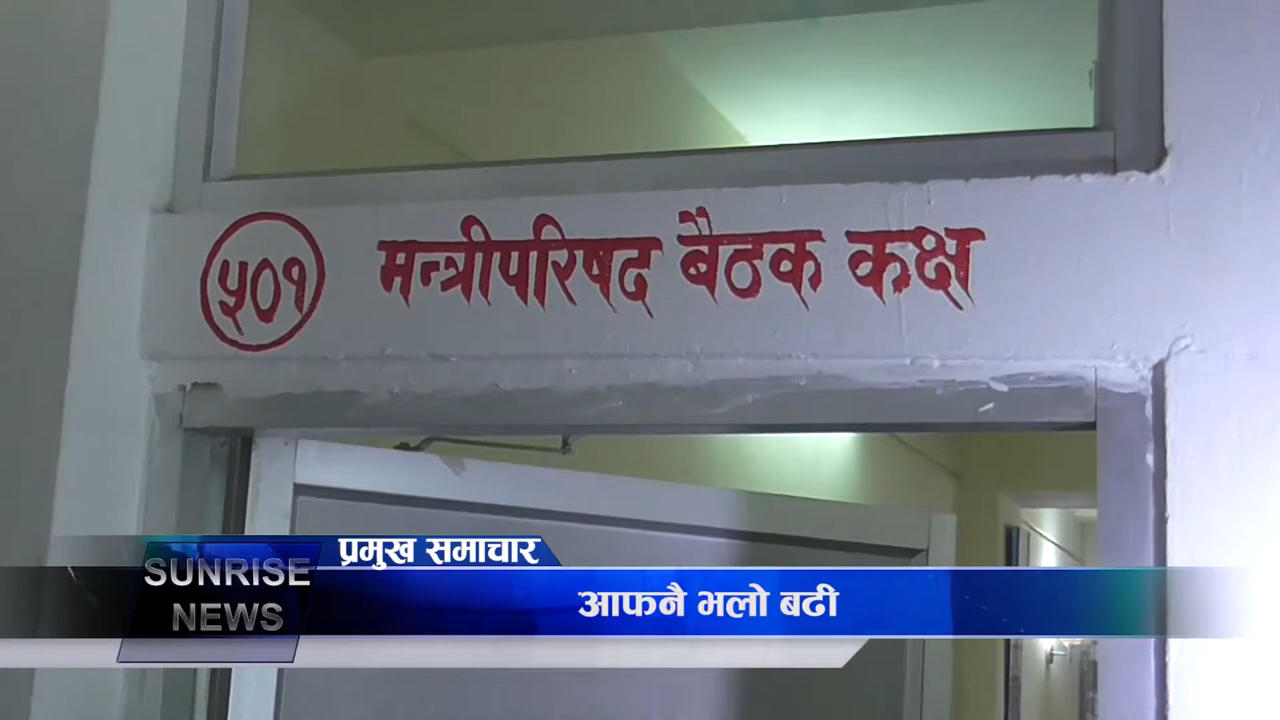 ५०१ मन्त्रीपरिषद बैठक कक्ष
प्रमुख समाचार
SUNRISE
NEWS
आफनै भलो बढी